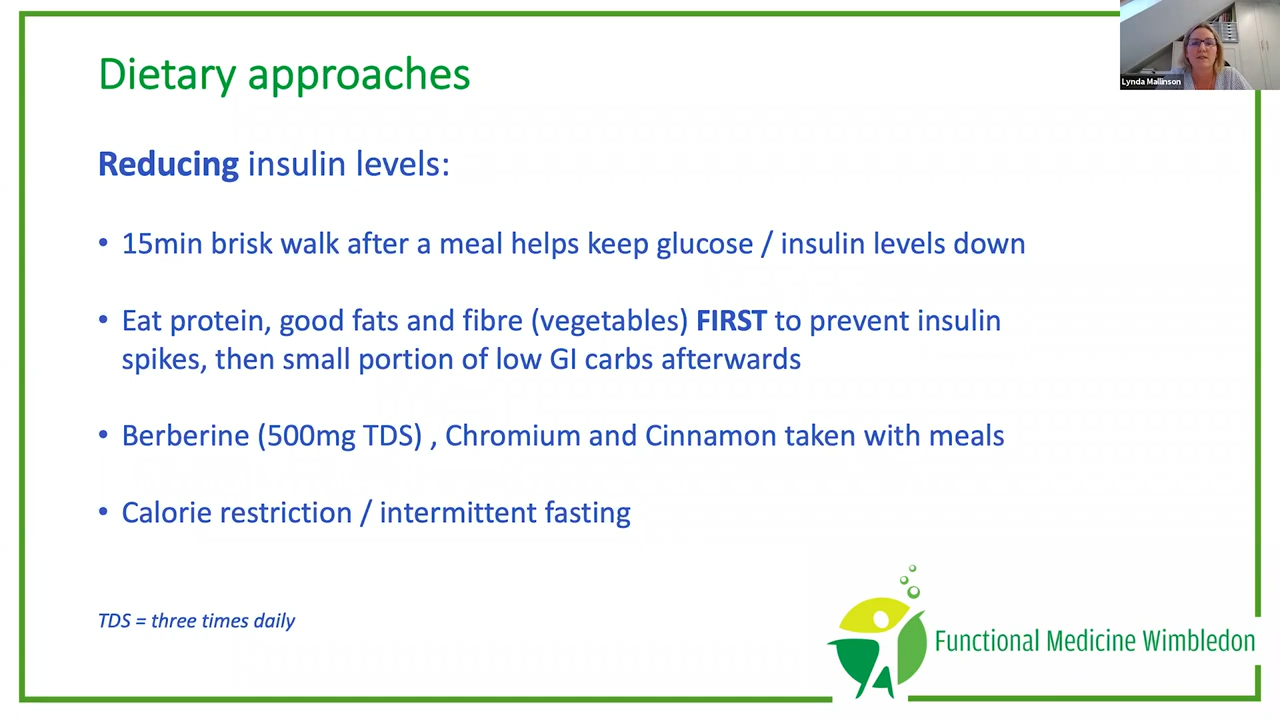 Dietary approaches
Lynda Mallinson
Reducing insulin levels:
• 15min brisk walk after a meal helps keep glucose / insulin levels down
• Eat protein, good fats and fibre (vegetables) FIRST to prevent insulin
spikes, then small portion of low GI carbs afterwards
• Berberine (500mg TDS) , Chromium and Cinnamon taken with meals
• Calorie restriction / intermittent fasting
TDS = three times daily
Functional Medicine Wimbledon